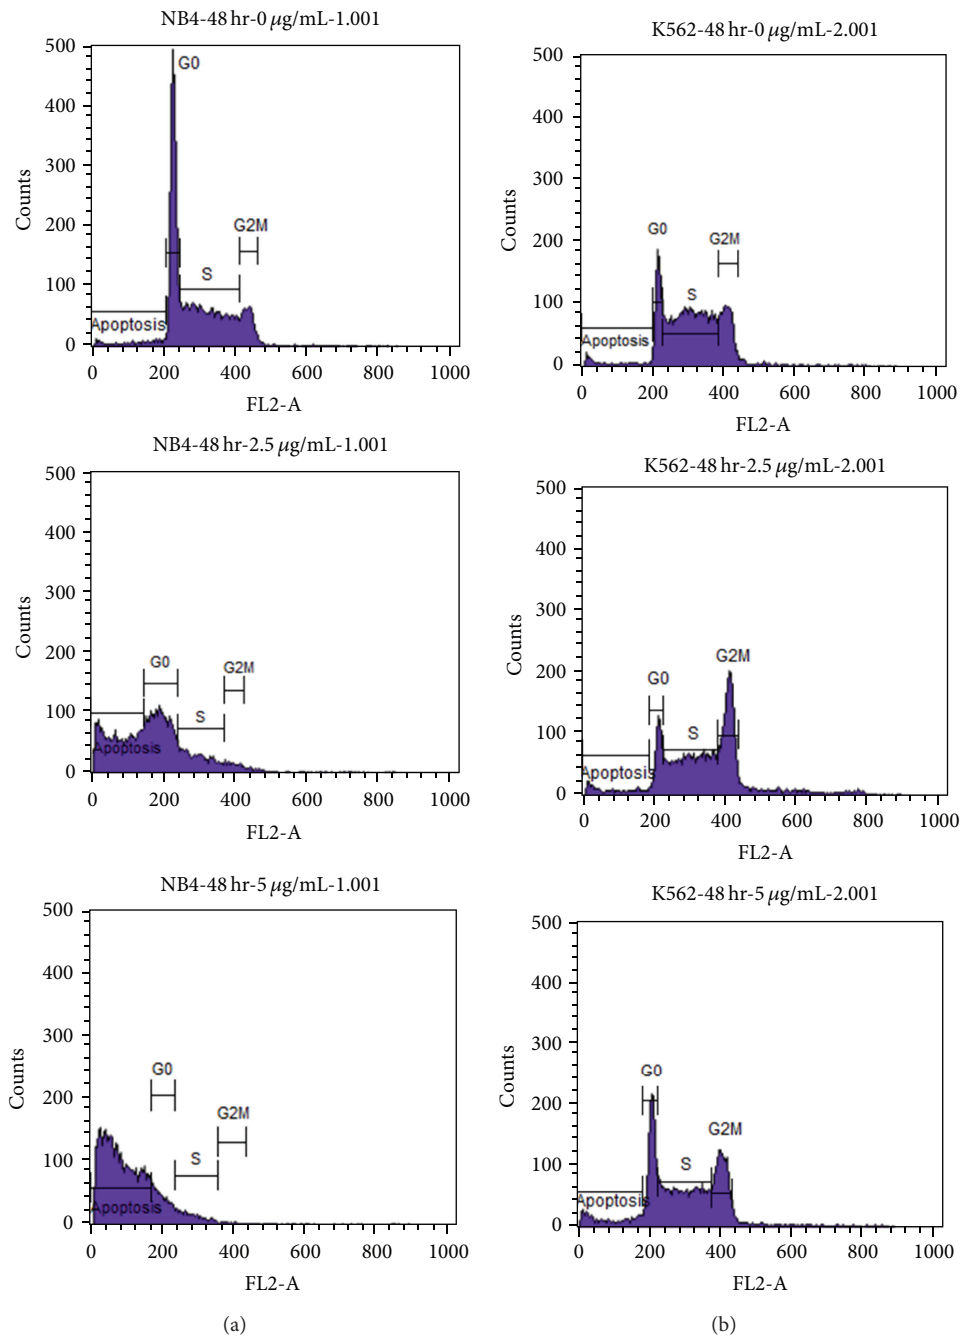 NB4-48 hr-0 µg/mL-1.001
500
400
300
200
100
0
Counts
G0
S
G2M
Apoptosis
0 200 400 600 800 1000
FL2-A
K562-48 hr-0 µg/mL-2.001
500
400
300
200
100
0
Counts
G0
S
G2M
Apoptosis
0 200 400 600 800 1000
FL2-A
NB4-48 hr-2.5 µg/mL-1.001
500
400
300
200
100
0
Counts
G0
S
G2M
Apoptosis
0 200 400 600 800 1000
FL2-A
K562-48 hr-2.5 µg/mL-2.001
500
400
300
200
100
0
Counts
G0
S
G2M
Apoptosis
0 200 400 600 800 1000
FL2-A
NB4-48 hr-5 µg/mL-1.001
500
400
300
200
100
0
Counts
G0
S
G2M
Apoptosis
0 200 400 600 800 1000
FL2-A
K562-48 hr-5 µg/mL-2.001
500
400
300
200
100
0
Counts
G0
S
G2M
Apoptosis
0 200 400 600 800 1000
FL2-A
(a)
(b)